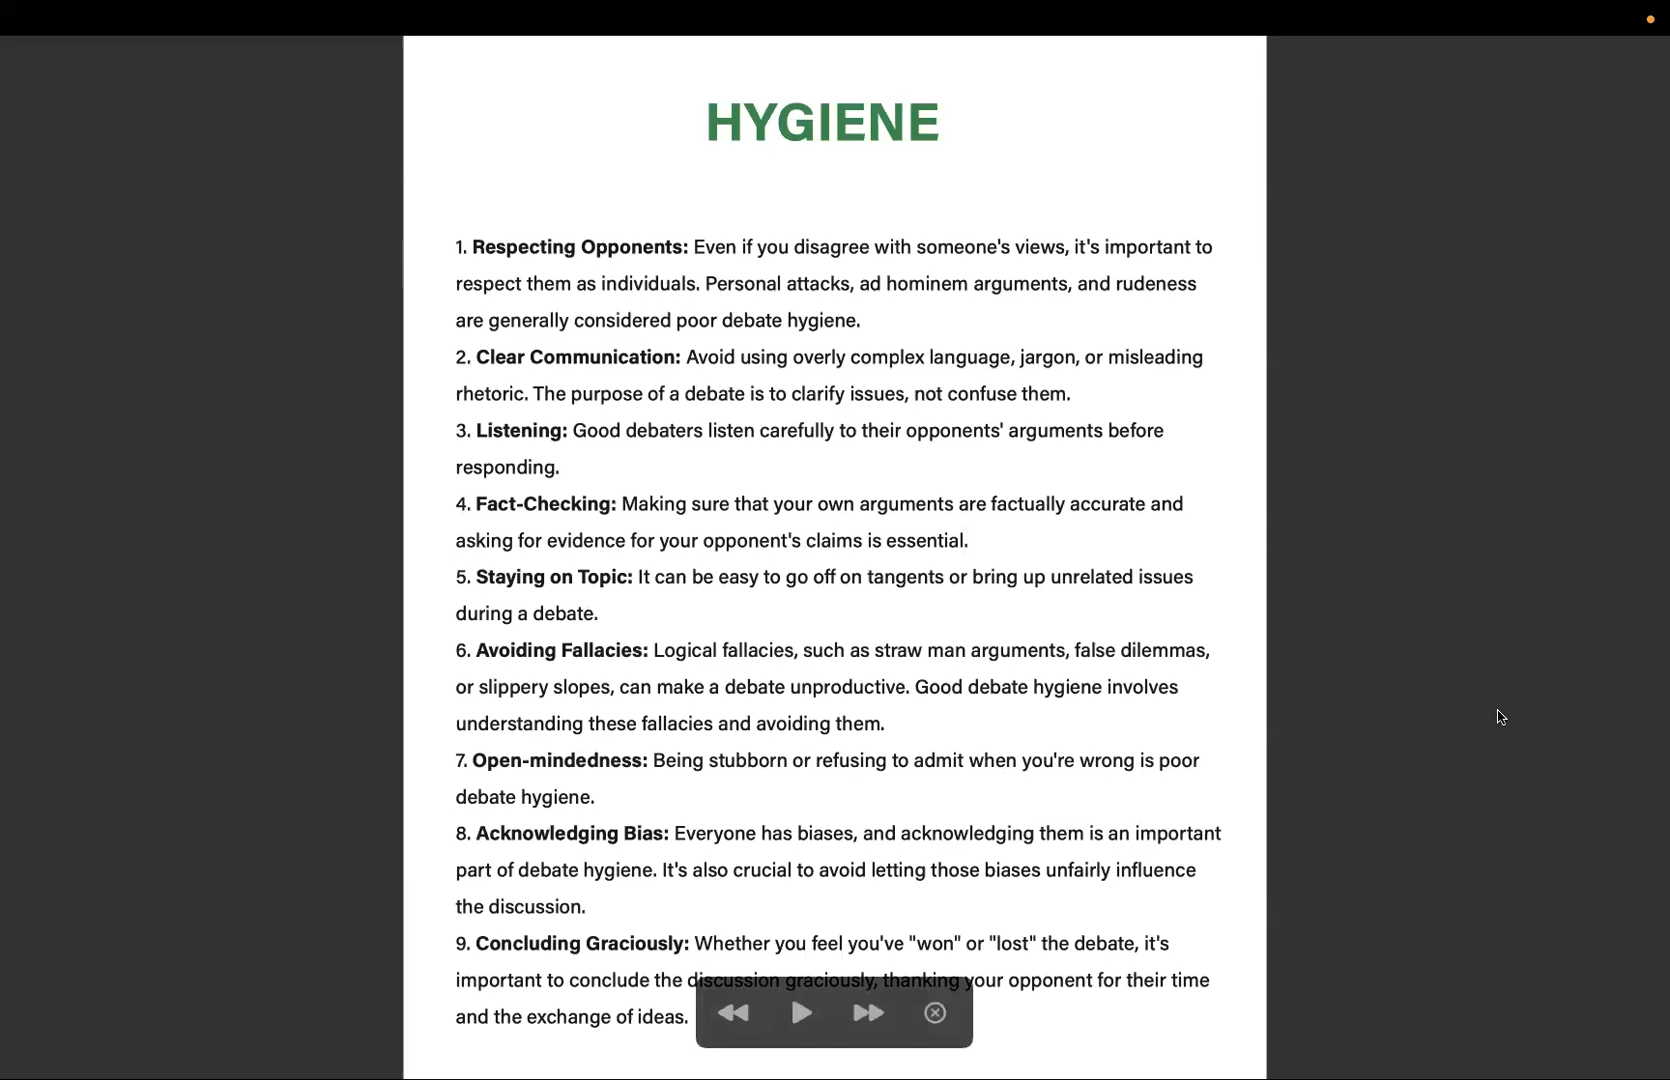 HYGIENE
1. Respecting Opponents: Even if you disagree with someone's views, it's important to
respect them as individuals. Personal attacks, ad hominem arguments, and rudeness
are generally considered poor debate hygiene.
2. Clear Communication: Avoid using overly complex language, jargon, or misleading
rhetoric. The purpose of a debate is to clarify issues, not confuse them.
3. Listening: Good debaters listen carefully to their opponents' arguments before
responding.
4. Fact-Checking: Making sure that your own arguments are factually accurate and
asking for evidence for your opponent's claims is essential.
5. Staying on Topic: It can be easy to go off on tangents or bring up unrelated issues
during a debate.
6. Avoiding Fallacies: Logical fallacies, such as straw man arguments, false dilemmas,
or slippery slopes, can make a debate unproductive. Good debate hygiene involves
understanding these fallacies and avoiding them.
7. Open-mindedness: Being stubborn or refusing to admit when you're wrong is poor
debate hygiene.
8. Acknowledging Bias: Everyone has biases, and acknowledging them is an important
part of debate hygiene. It's also crucial to avoid letting those biases unfairly influence
the discussion.
9. Concluding Graciously: Whether you feel you've "won" or "lost" the debate, it's
important to conclude the discussion graciously, thanking your opponent for their time
and the exchange of ideas.